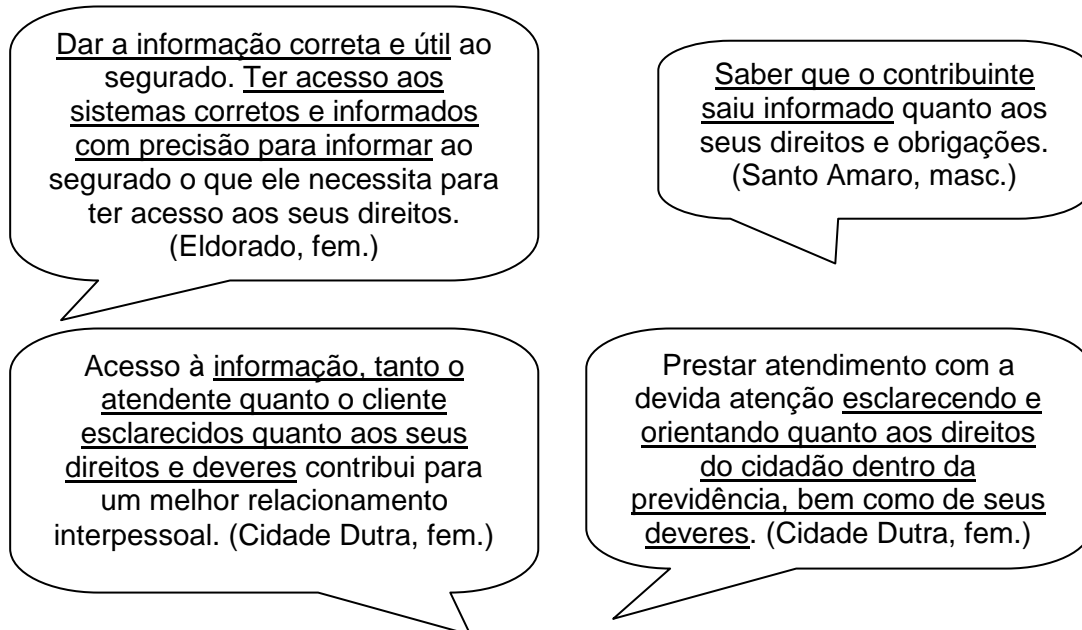 Dar a informação correta e útil ao
segurado. Ter acesso aos
sistemas corretos e informados
com precisão para informar ao
segurado o que ele necessita para
ter acesso aos seus direitos.
(Eldorado, fem.)
Saber que o contribuinte
saiu informado quanto aos
seus direitos e obrigações.
(Santo Amaro, masc.)
Acesso à informação, tanto o
atendente quanto o cliente
esclarecidos quanto aos seus
direitos e deveres contribui para
um melhor relacionamento
interpessoal. (Cidade Dutra, fem.)
Prestar atendimento com a
devida atenção esclarecendo e
orientando quanto aos direitos
do cidadão dentro da
previdência, bem como de seus
deveres. (Cidade Dutra, fem.)